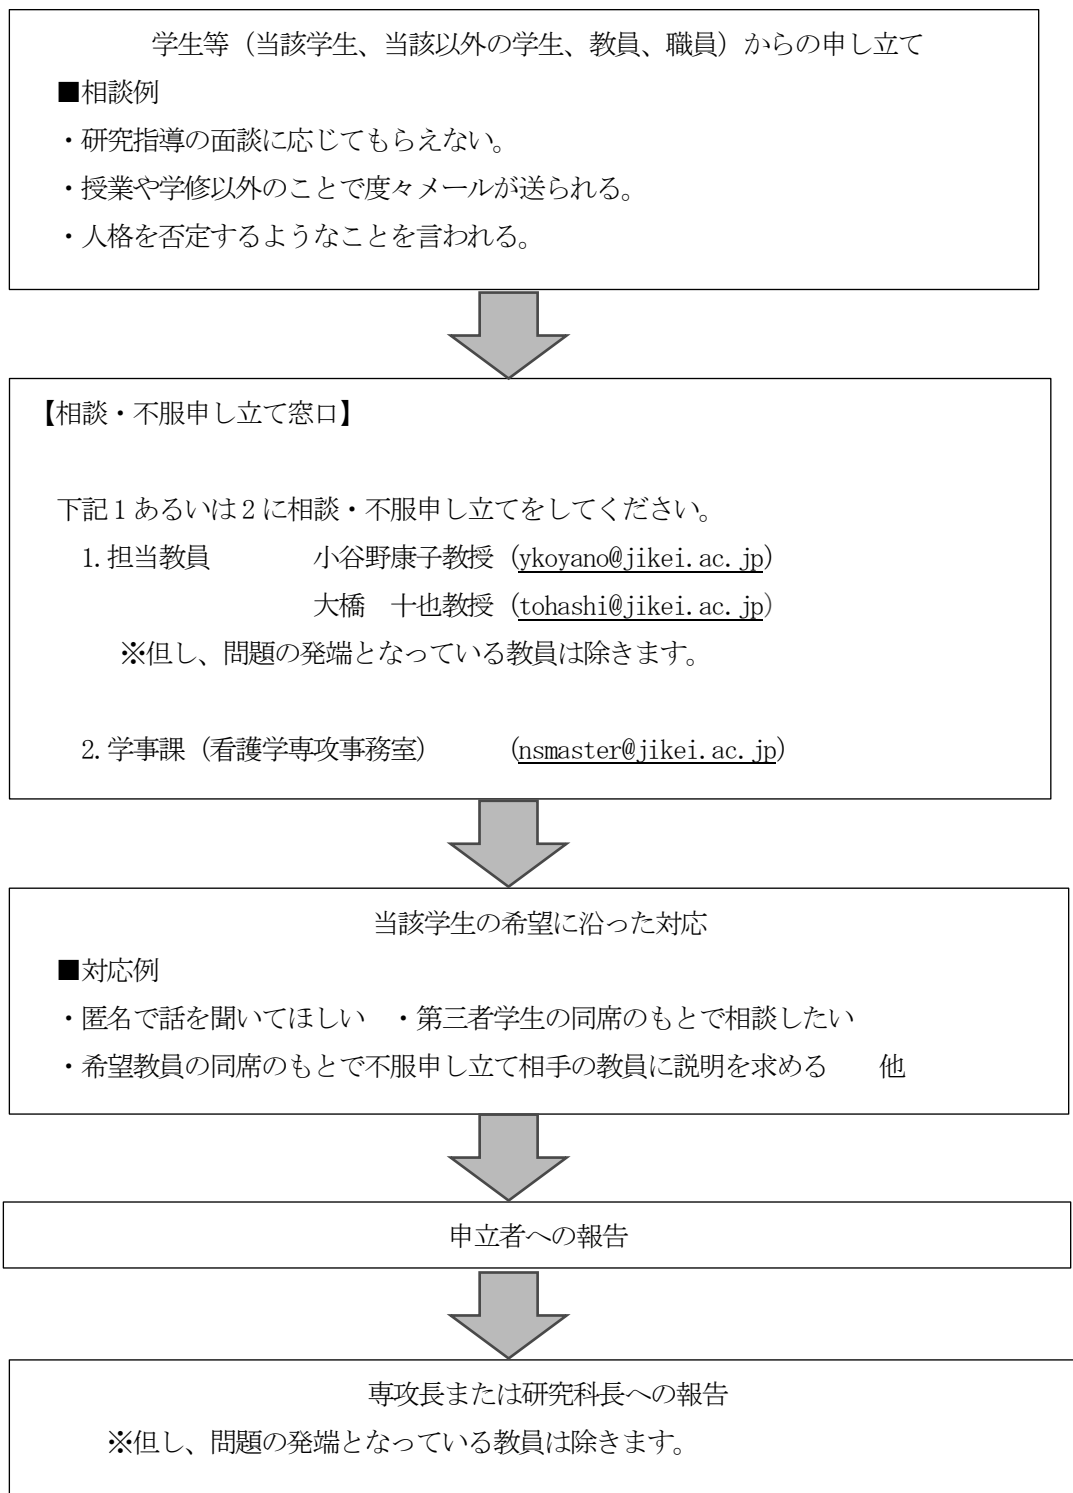 学生等（当該学生、当該以外の学生、教員、職員）からの申し立て
■相談例
・研究指導の面談に応じてもらえない。
・授業や学修以外のことで度々メールが送られる。
・人格を否定するようなことを言われる。
【相談・不服申し立て窓口】
下記1あるいは2に相談・不服申し立てをしてください。
1.担当教員　　　　小谷野康子教授（ykoyano@jikei.ac.jp）
大橋　十也教授（tohashi@jikei.ac.jp）
※但し、問題の発端となっている教員は除きます。
2.学事課（看護学専攻事務室）　　　（nsmaster@jikei.ac.jp）
当該学生の希望に沿った対応
■対応例
・匿名で話を聞いてほしい　・第三者学生の同席のもとで相談したい
・希望教員の同席のもとで不服申し立て相手の教員に説明を求める　　他
申立者への報告
専攻長または研究科長への報告
※但し、問題の発端となっている教員は除きます。